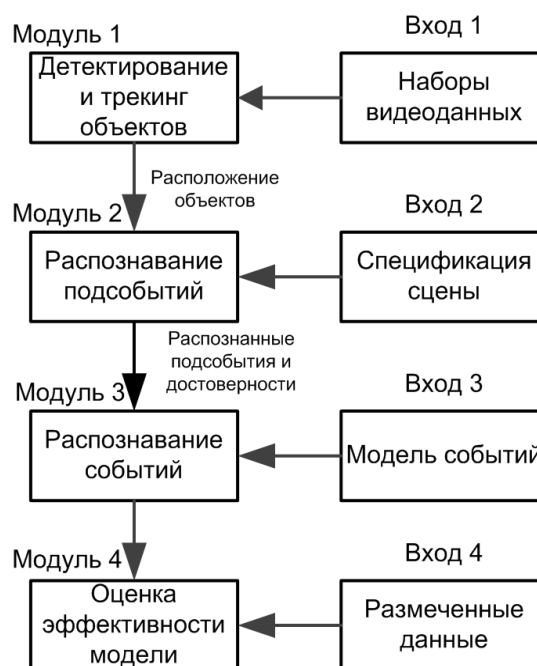 Модуль 1
Вход 1
Детектирование
и трекинг
объектов
Наборы
видеоданных
Расположение
объектов
Модуль 2
Вход 2
Распознавание
подсобытий
Спецификация
сцены
Распознанные
подсобытия и
достоверности
Модуль 3
Вход 3
Распознавание
событий
Модель событий
Модуль 4
Вход 4
Оценка
эффективности
модели
Размеченные
данные